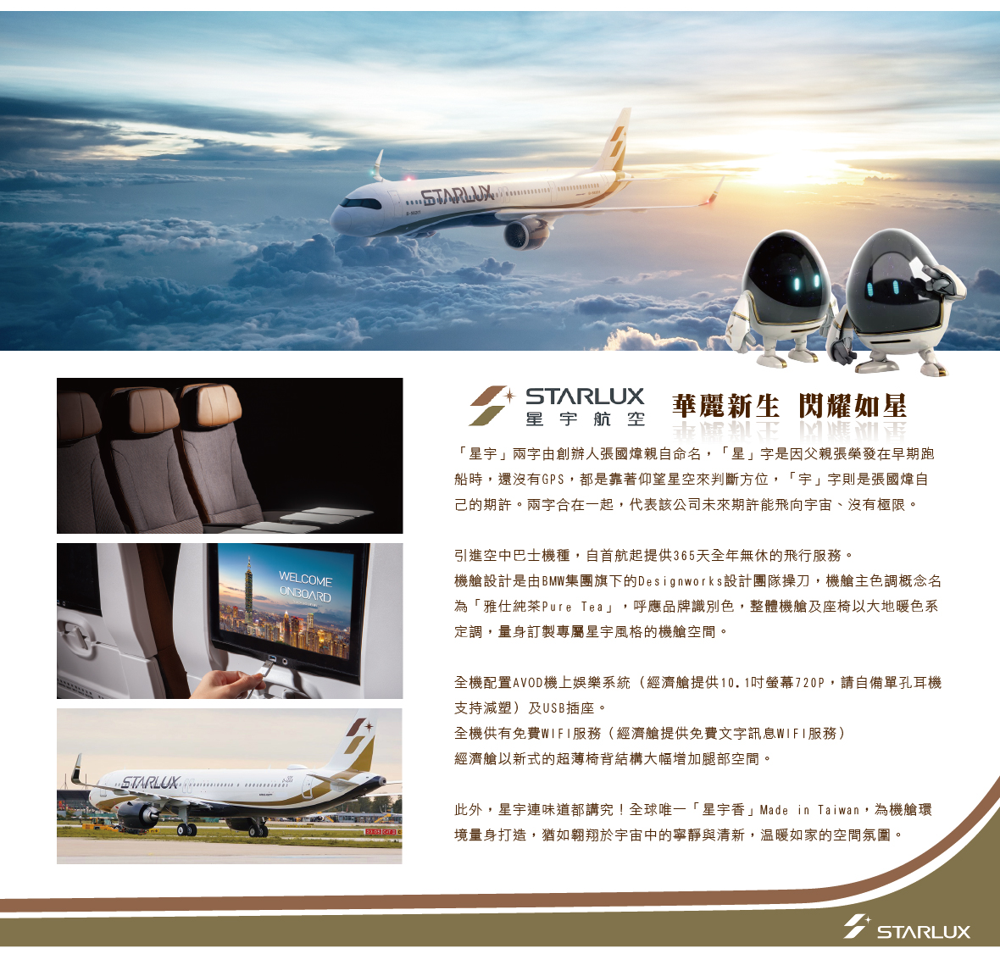 STARLUX
STARLUX
星宇航空
華麗新生 閃耀如星
「星宇」兩字由創辦人張國煒親自命名，「星」字是因父親張榮發在早期跑
船時，還沒有GPS，都是靠著仰望星空來判斷方位，「宇」字則是張國煒自
己的期許。兩字合在一起，代表該公司未來期許能飛向宇宙、沒有極限。
引進空中巴士機種，自首航起提供365天全年無休的飛行服務。
機艙設計是由BMW集團旗下的Designworks設計團隊操刀，機艙主色調概念名
為「雅仕純茶Pure Tea」，呼應品牌識別色，整體機艙及座椅以大地暖色系
定調，量身訂製專屬星宇風格的機艙空間。
全機配置AVOD機上娛樂系統（經濟艙提供10.1吋螢幕720P，請自備單孔耳機
支持減塑）及USB插座。
全機供有免費WIFI服務（經濟艙提供免費文字訊息WIFI服務）
經濟艙以新式的超薄椅背結構大幅增加腿部空間。
此外，星宇連味道都講究！全球唯一「星宇香」Made in Taiwan，為機艙環
境量身打造，猶如翱翔於宇宙中的寧靜與清新，温暖如家的空間氛圍。
WELCOME
ONBOARD
STARLUX
STARLUX